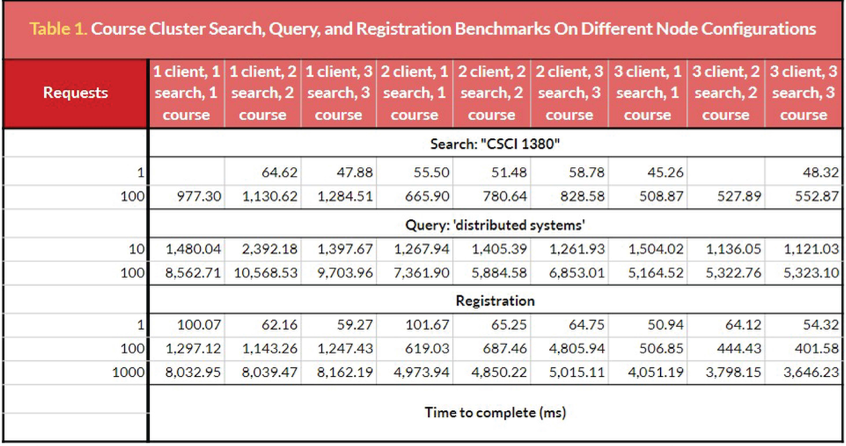 Table 1. Course Cluster Search, Query, and Registration Benchmarks On Different Node Configurations
Requests
1 client, 1 search, 1 course
1 client, 2 search, 2 course
1 client, 3 search, 3 course
2 client, 1 search, 1 course
2 client, 2 search, 2 course
2 client, 3 search, 3 course
3 client, 1 search, 1 course
3 client, 2 search, 2 course
3 client, 3 search, 3 course
Search: "CSCI 1380"
1 64.62 47.88 55.50 51.48 58.78 45.26 48.32
100 977.30 1,130.62 1,284.51 665.90 780.64 828.58 508.87 527.89 552.87
Query: 'distributed systems'
10 1,480.04 2,392.18 1,397.67 1,267.94 1,405.39 1,261.93 1,504.02 1,136.05 1,121.03
100 8,562.71 10,568.53 9,703.96 7,361.90 5,884.58 6,853.01 5,164.52 5,322.76 5,323.10
Registration
1 100.07 62.16 59.27 101.67 65.25 64.75 50.94 64.12 54.32
100 1,297.12 1,143.26 1,247.43 619.03 687.46 4,805.94 506.85 444.43 401.58
1000 8,032.95 8,039.47 8,162.19 4,973.94 4,850.22 5,015.11 4,051.19 3,798.15 3,646.23
Time to complete (ms)